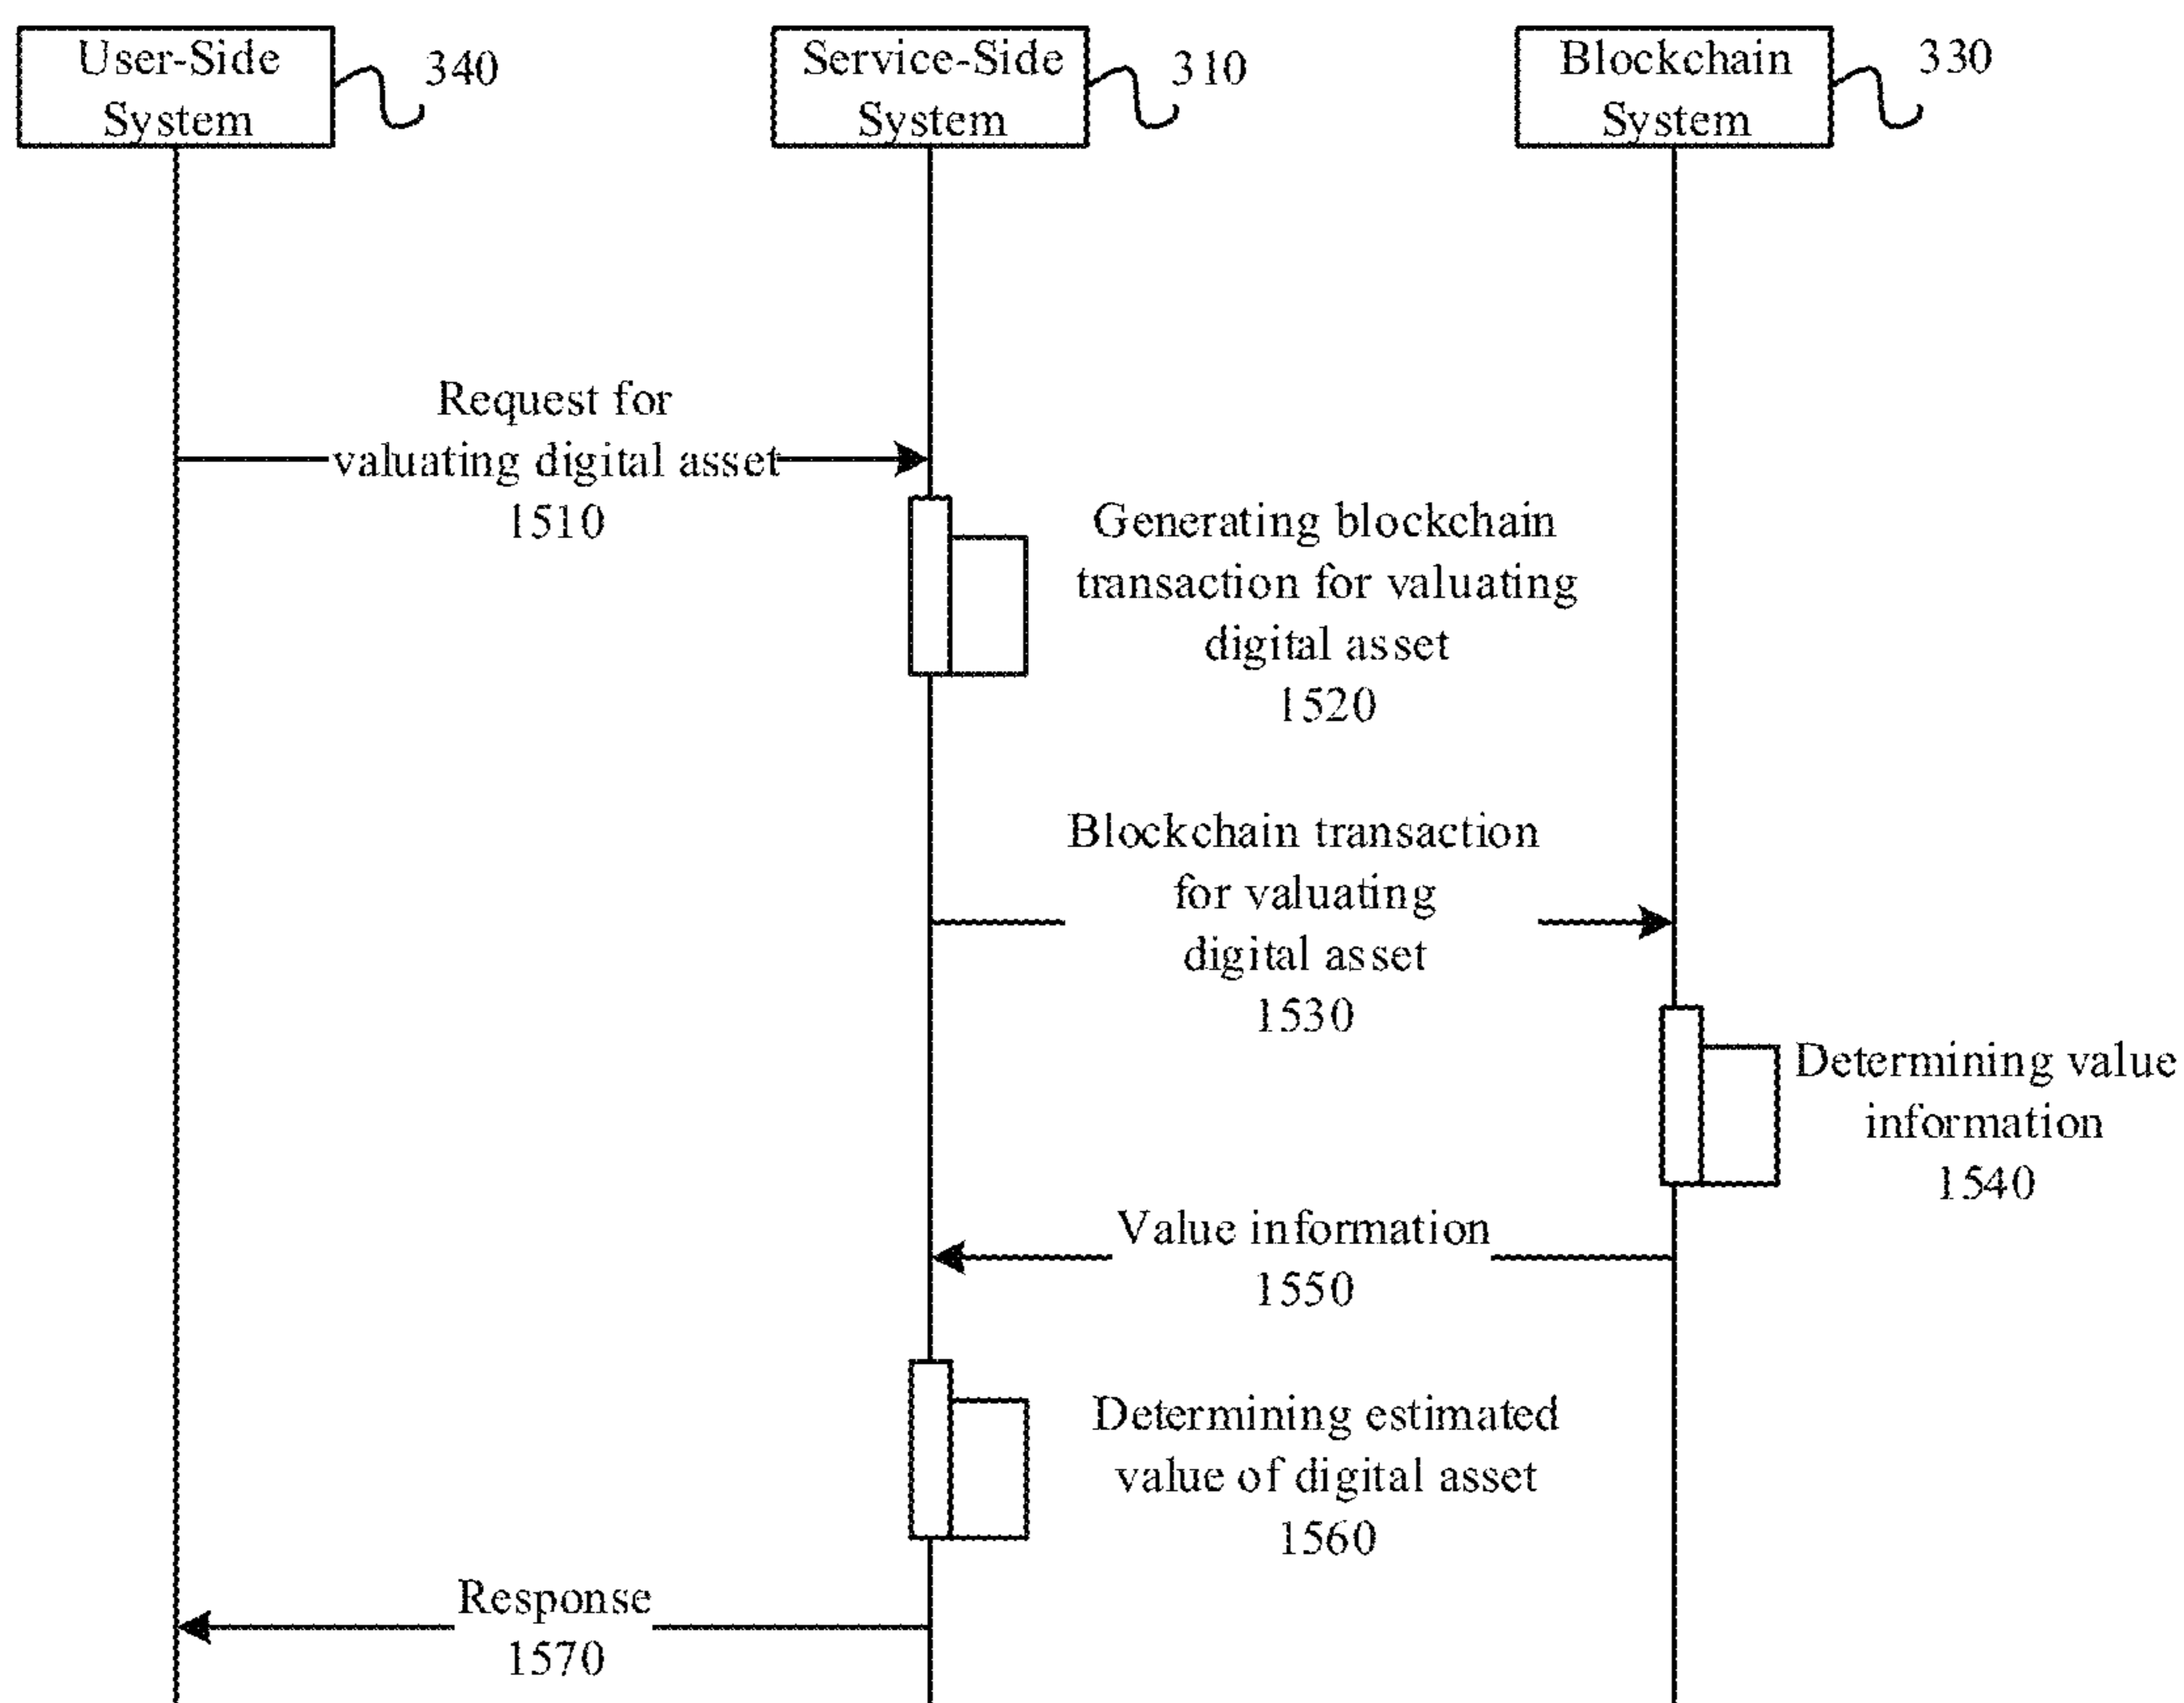 User-Side
System
340
Service-Side
System
310
Blockchain
System
330
Request for
valuating digital asset
1510
Generating blockchain
transaction for valuating
digital asset
1520
Blockchain transaction
for valuating
digital asset
1530
Determining value
information
1540
Value information
1550
Determining estimated
value of digital asset
1560
Response
1570